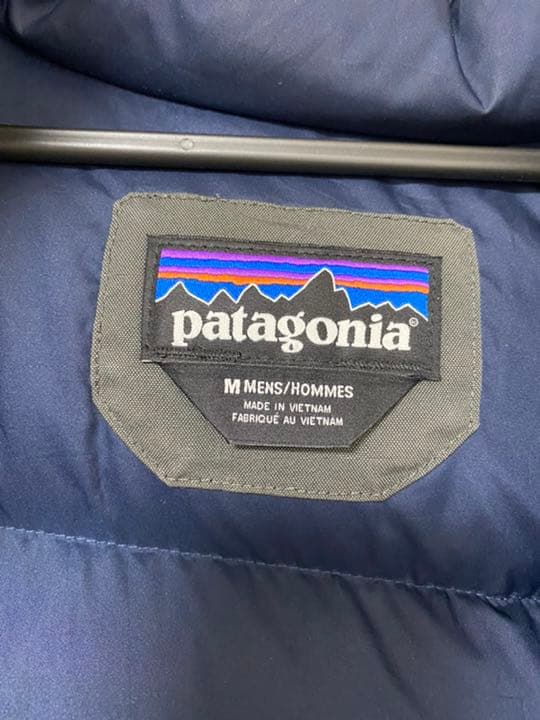 patagonia®
M MENS/HOMMES
MADE IN VIETNAM
FABRIQUÉ AU VIETNAM